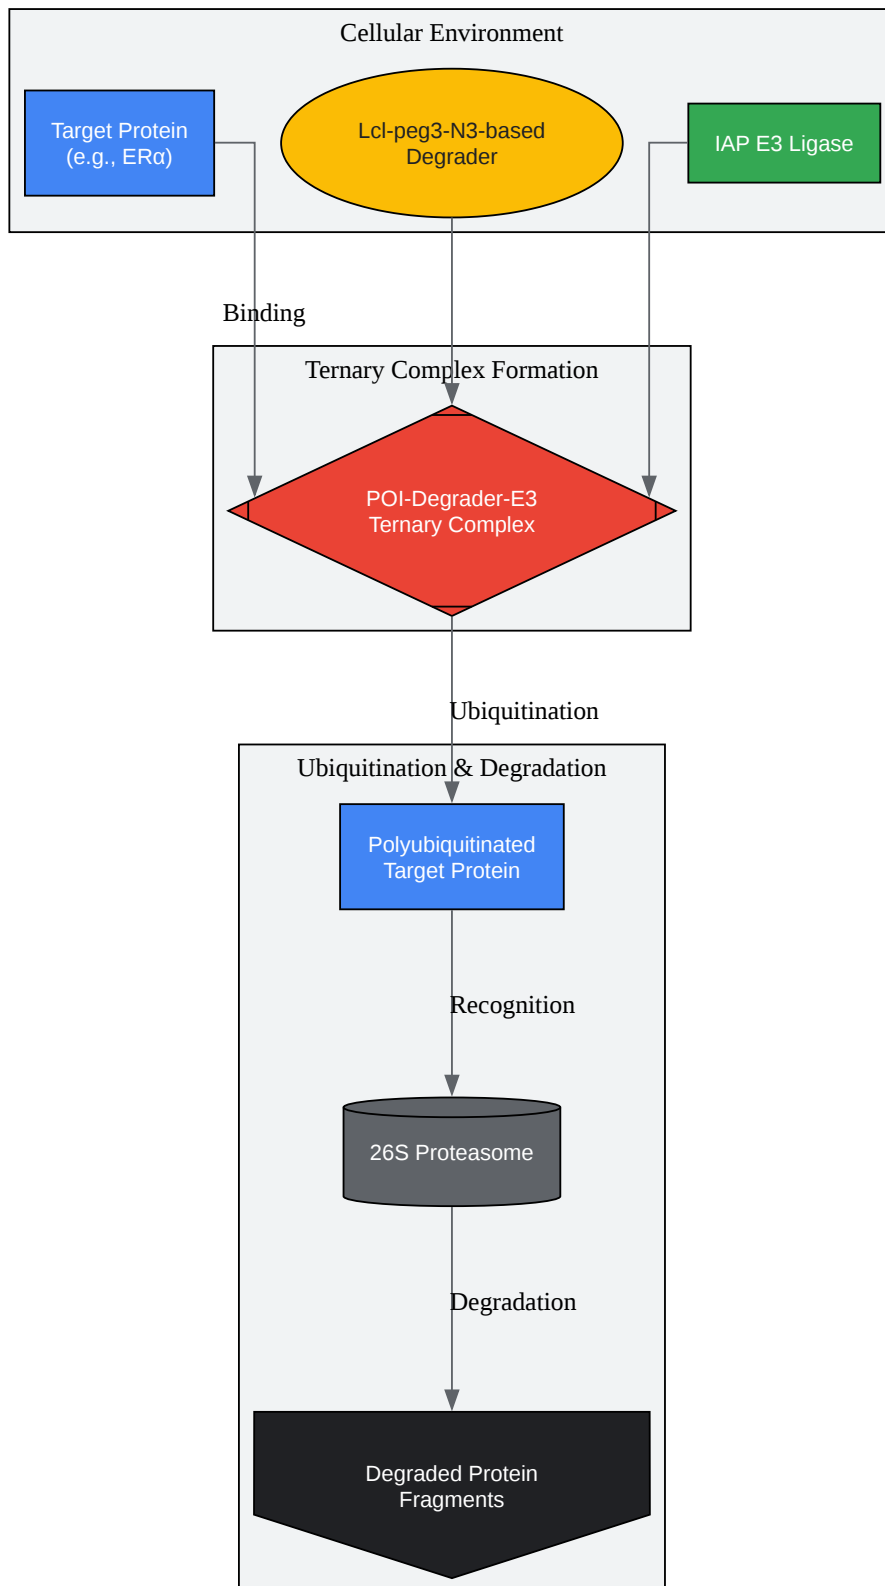 Cellular Environment
Target Protein
(e.g., ERα)
Lcl-peg3-N3-based
Degrader
IAP E3 Ligase
Binding
Ternary Complex Formation
POI-Degrader-E3
Ternary Complex
Ubiquitination
Ubiquitination & Degradation
Polyubiquitinated
Target Protein
Recognition
26S Proteasome
Degradation
Degraded Protein
Fragments